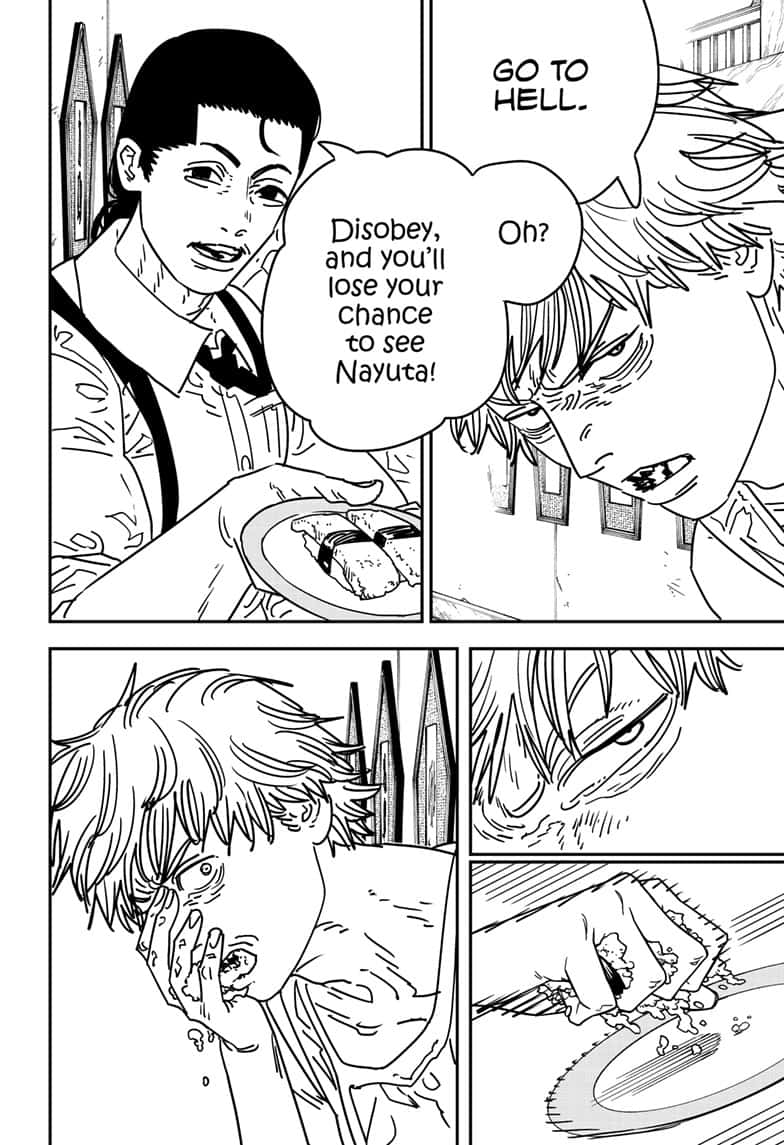 GO TO
HELL.
Oh?
Disobey,
and you'll
lose your
chance
to see
Nayuta!